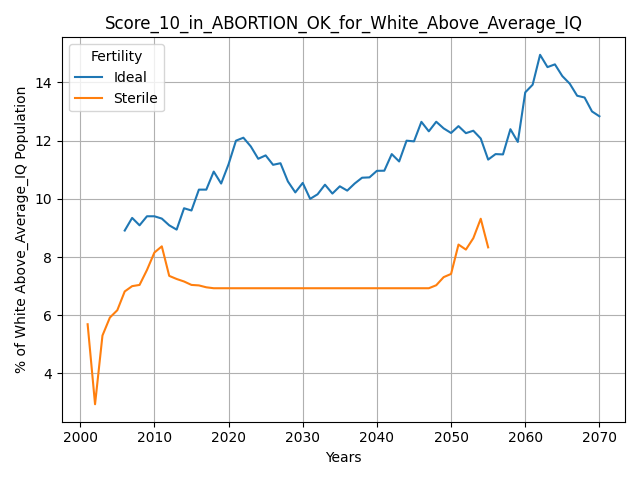 Score_10_in_ABORTION_OK_for_White_Above_Average_IQ
Fertility
Ideal
Sterile
% of White Above_Average_IQ Population
14
12
10
8
6
4
2000 2010 2020 2030 2040 2050 2060 2070
Years